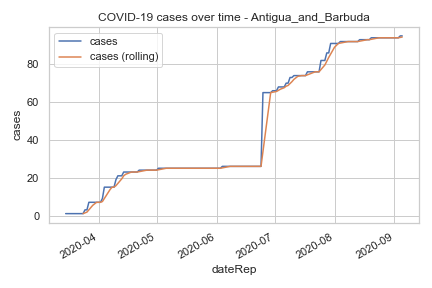 COVID-19 cases over time - Antigua_and_Barbuda
cases
cases (rolling)
80
60
40
20
0
cases
2020-04
2020-05
2020-06
2020-07
2020-08
2020-09
dateRep